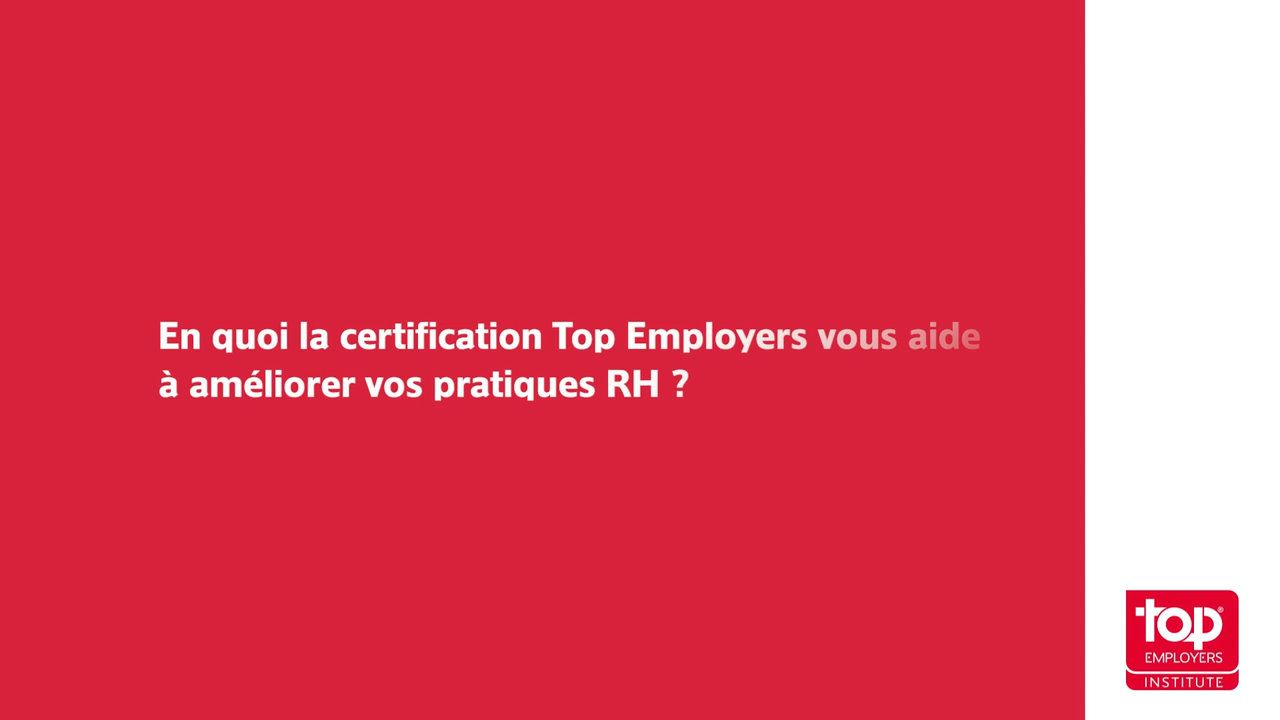 En quoi la certification Top Employers vous aide
à améliorer vos pratiques RH ?
top®
EMPLOYERS
INSTITUTE